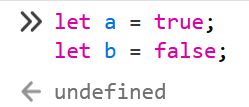 let a = true;
let b = false;
undefined